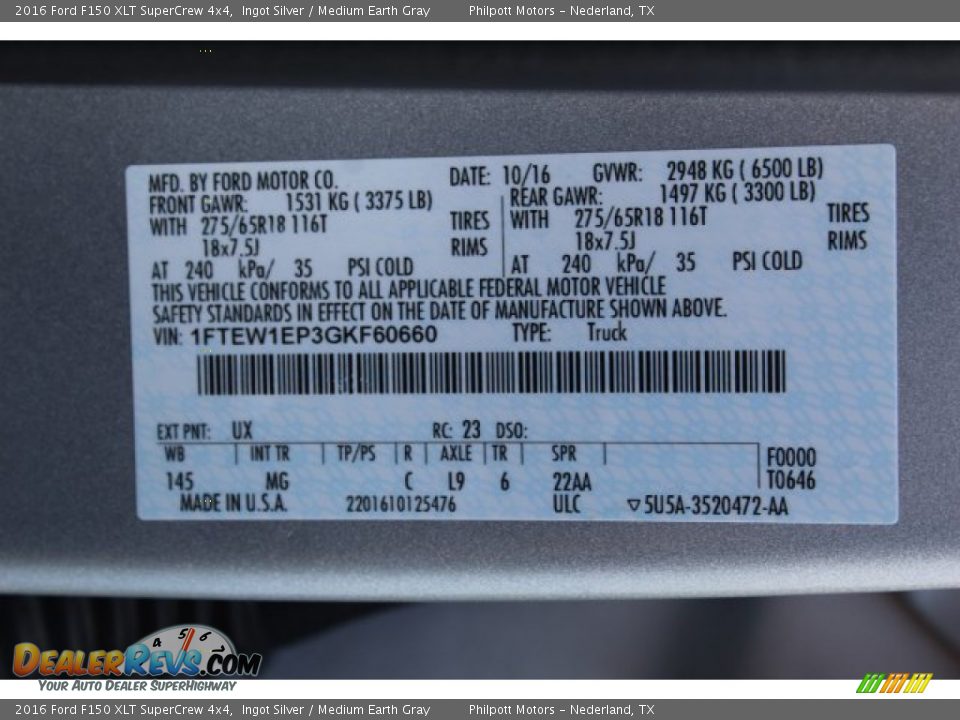 2016 Ford F150 XLT SuperCrew 4x4, Ingot Silver / Medium Earth Gray Philpott Motors – Nederland, TX
MFD. BY FORD MOTOR CO. DATE: 10/16 GVWR: 2948 KG ( 6500 LB)
FRONT GAWR: 1531 KG ( 3375 LB) REAR GAWR: 1497 KG ( 3300 LB)
WITH 275/65R18 116T TIRES WITH 275/65R18 116T TIRES
18x7.5J RIMS 18x7.5J RIMS
AT 240 kPa/ 35 PSI COLD AT 240 kPa/ 35 PSI COLD
THIS VEHICLE CONFORMS TO ALL APPLICABLE FEDERAL MOTOR VEHICLE
SAFETY STANDARDS IN EFFECT ON THE DATE OF MANUFACTURE SHOWN ABOVE.
VIN: 1FTEW1EP3GKF60660 TYPE: Truck
EXT PNT: UX RC: 23 DSO:
WB INT TR TP/PS R AXLE TR SPR F0000
145 MG C L9 6 22AA T0646
MADE IN U.S.A. 2201610125476 ULC ▽5U5A-3520472-AA
4 5 6
DEALERREVS.COM
YOUR AUTO DEALER SUPERHIGHWAY
2016 Ford F150 XLT SuperCrew 4x4, Ingot Silver / Medium Earth Gray Philpott Motors – Nederland, TX